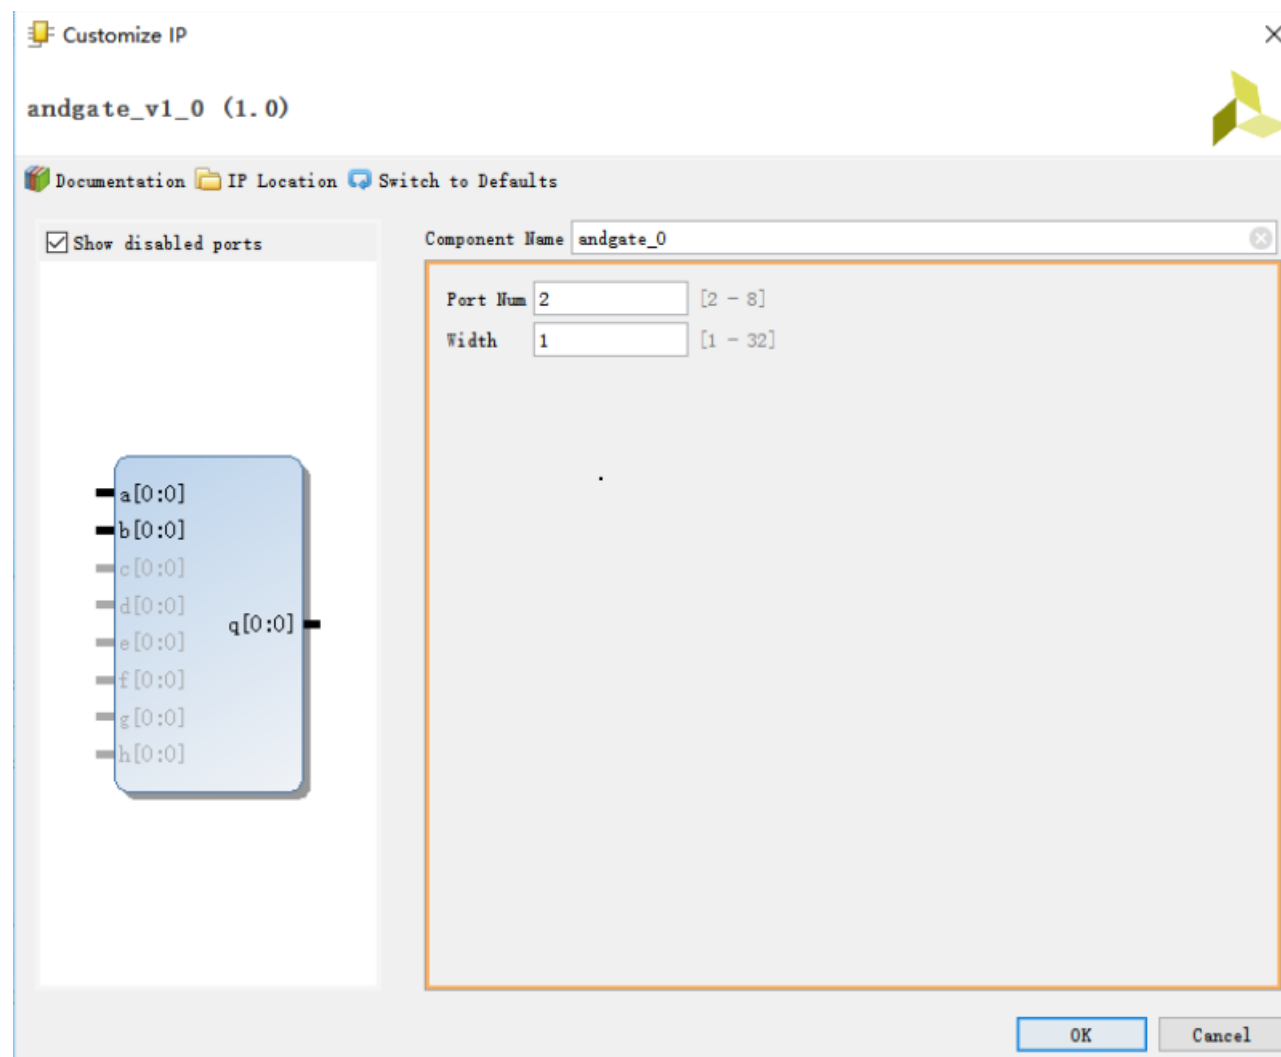 Customize IP
andgate_v1_0 (1.0)
Documentation IP Location Switch to Defaults
Show disabled ports
Component Name andgate_0
Port Num 2 [2 - 8]
Width 1 [1 - 32]
a[0:0]
b[0:0]
c[0:0]
d[0:0]
q[0:0]
e[0:0]
f[0:0]
g[0:0]
h[0:0]
OK Cancel